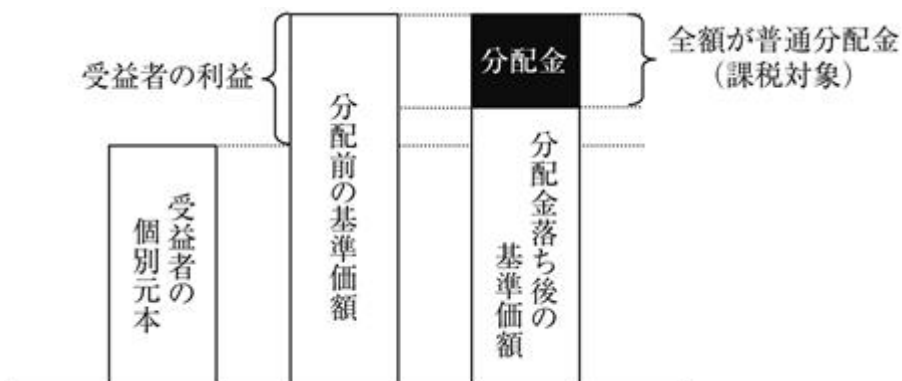 受益者の利益
分配金
全額が普通分配金
（課税対象）
受益者の
個別元本
分配前の基準価額
分配金落ち後の
基準価額